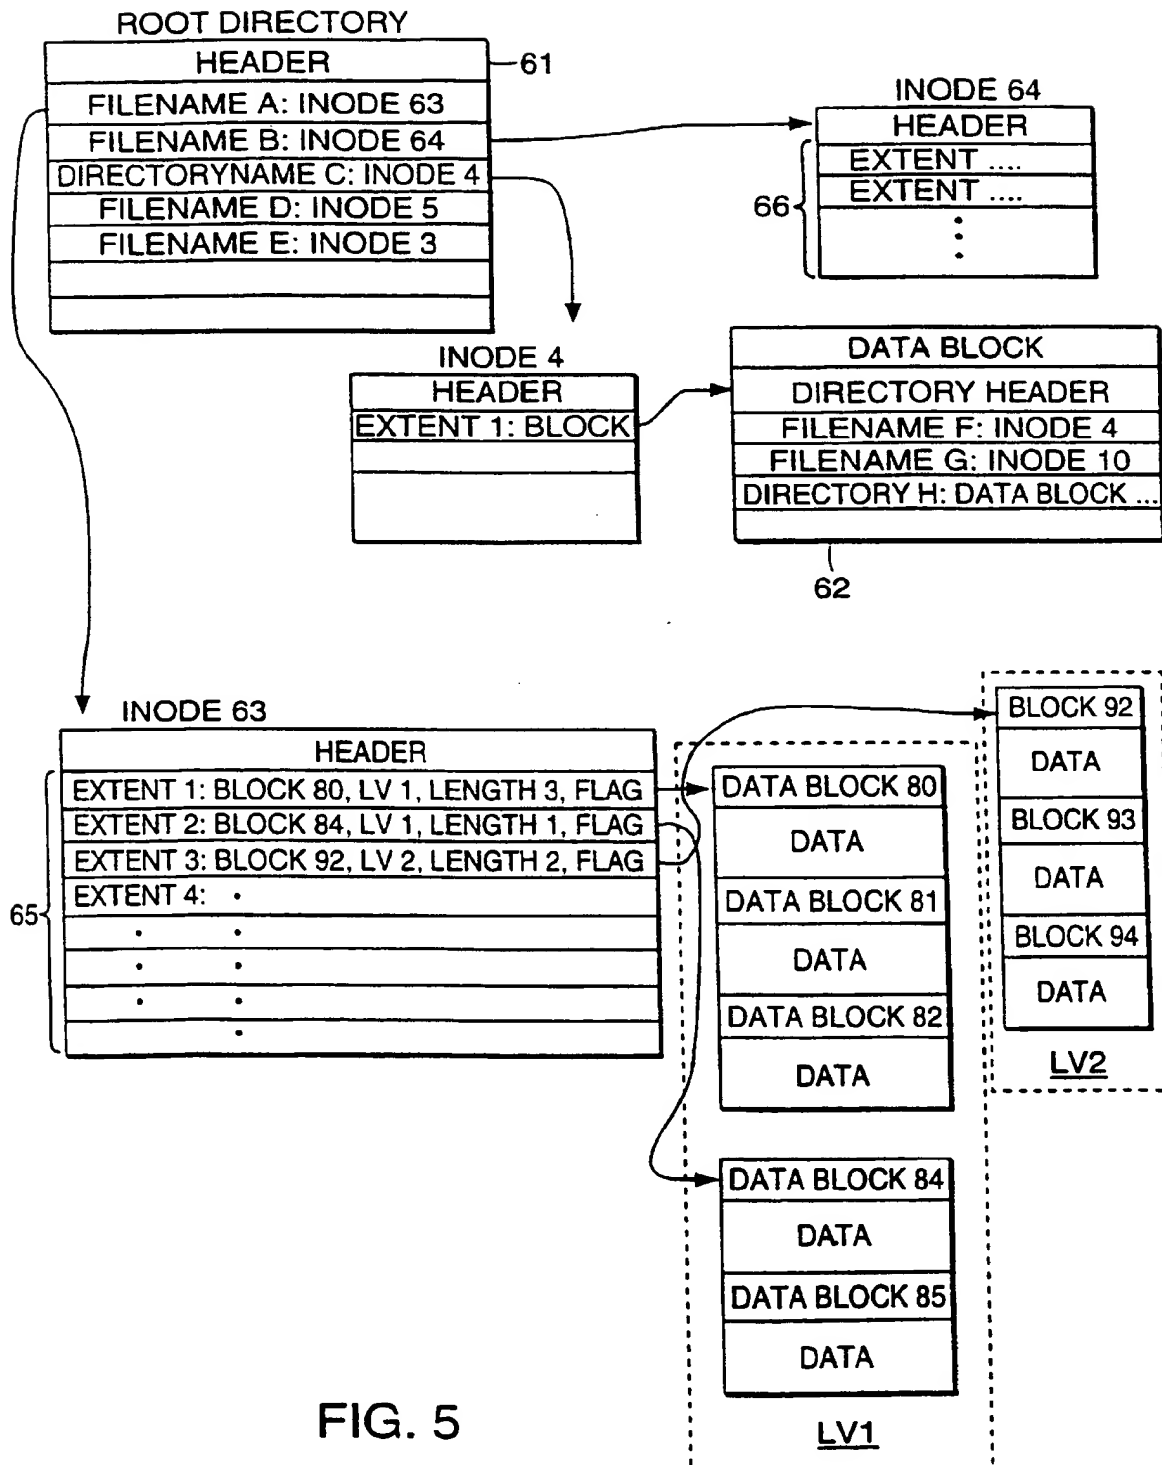 ROOT DIRECTORY
HEADER
61
FILENAME A: INODE 63
FILENAME B: INODE 64
DIRECTORYNAME C: INODE 4
FILENAME D: INODE 5
FILENAME E: INODE 3
INODE 64
HEADER
EXTENT ....
EXTENT ....
66
INODE 4
HEADER
EXTENT 1: BLOCK
DATA BLOCK
DIRECTORY HEADER
FILENAME F: INODE 4
FILENAME G: INODE 10
DIRECTORY H: DATA BLOCK ...
62
INODE 63
HEADER
EXTENT 1: BLOCK 80, LV 1, LENGTH 3, FLAG
EXTENT 2: BLOCK 84, LV 1, LENGTH 1, FLAG
EXTENT 3: BLOCK 92, LV 2, LENGTH 2, FLAG
EXTENT 4:
65
DATA BLOCK 80
DATA
DATA BLOCK 81
DATA
DATA BLOCK 82
DATA
DATA BLOCK 84
DATA
DATA BLOCK 85
DATA
LV1
BLOCK 92
DATA
BLOCK 93
DATA
BLOCK 94
DATA
LV2
FIG. 5